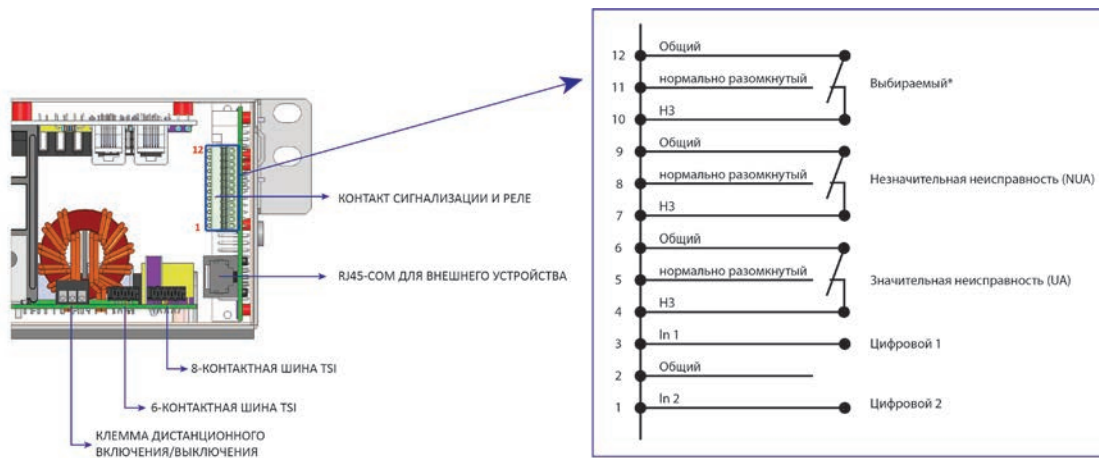 12
1
КОНТАКТ СИГНАЛИЗАЦИИ И РЕЛЕ
RJ45-COM ДЛЯ ВНЕШНЕГО УСТРОЙСТВА
8-КОНТАКТНАЯ ШИНА TSI
6-КОНТАКТНАЯ ШИНА TSI
КЛЕММА ДИСТАНЦИОННОГО
ВКЛЮЧЕНИЯ/ВЫКЛЮЧЕНИЯ
12 Общий
11 нормально разомкнутый Выбираемый*
10 НЗ
9 Общий
8 нормально разомкнутый Незначительная неисправность (NUA)
7 НЗ
6 Общий
5 нормально разомкнутый Значительная неисправность (UA)
4 НЗ
3 In 1 Цифровой 1
2 Общий
1 In 2 Цифровой 2